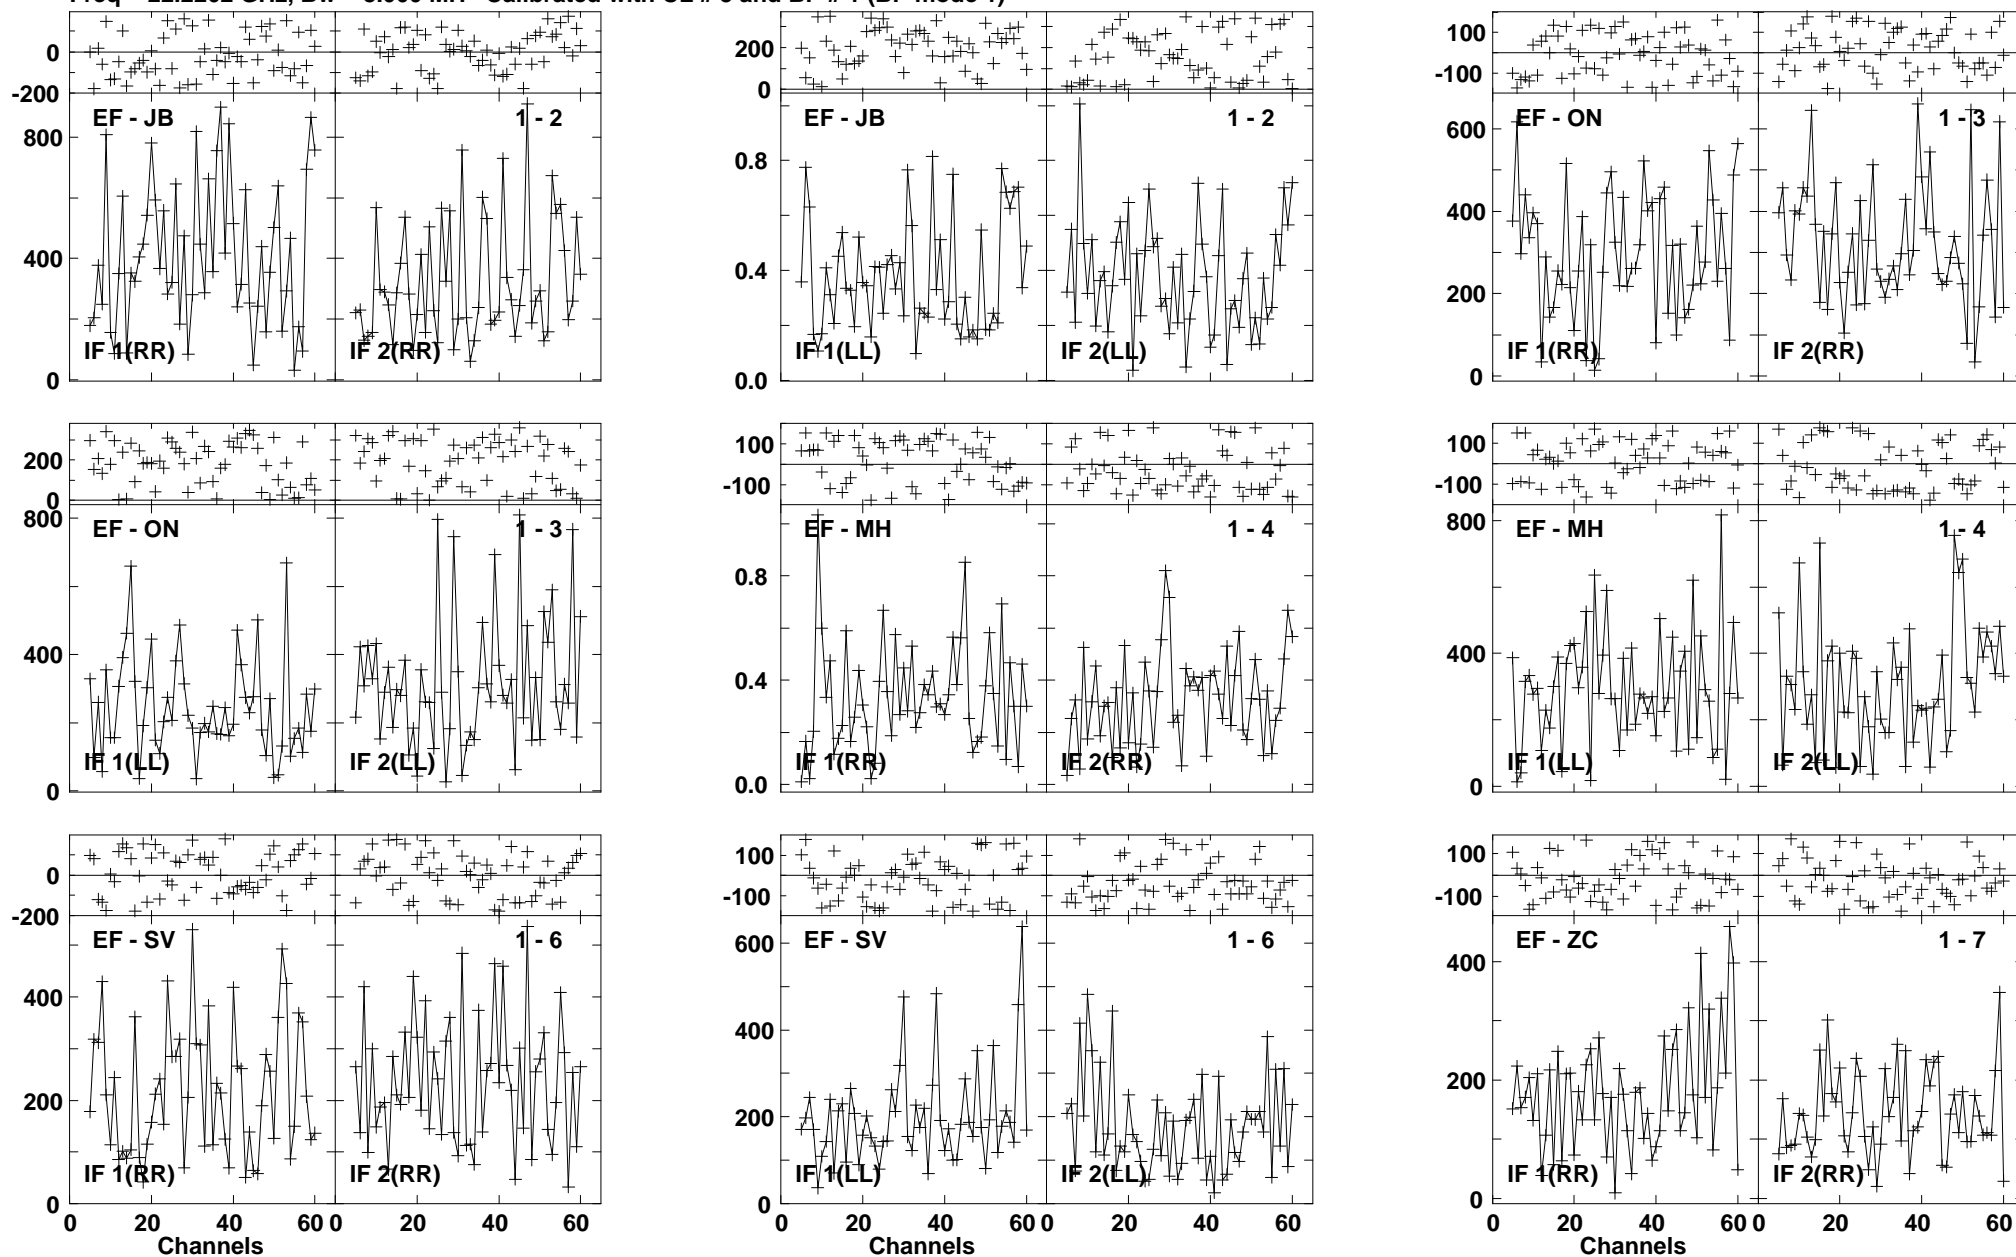 EF - JB 1 - 2
IF 1(RR) IF 2(RR)
0
-200
800
400
0
EF - JB 1 - 2
IF 1(LL) IF 2(LL)
200
0
0.8
0.4
0.0
EF - ON 1 - 3
IF 1(RR) IF 2(RR)
100
-100
600
400
200
0
EF - ON 1 - 3
IF 1(LL) IF 2(LL)
200
0
800
400
0
EF - MH 1 - 4
IF 1(RR) IF 2(RR)
100
-100
0.8
0.4
0.0
EF - MH 1 - 4
IF 1(LL) IF 2(LL)
100
-100
800
400
0
EF - SV 1 - 6
IF 1(RR) IF 2(RR)
0
-200
400
200
0
0 20 40 60 0 20 40 60
Channels
EF - SV 1 - 6
IF 1(LL) IF 2(LL)
100
-100
600
400
200
0
0 20 40 60 0 20 40 60
Channels
EF - ZC 1 - 7
IF 1(RR) IF 2(RR)
100
-100
400
200
0
0 20 40 60 0 20 40 60
Channels